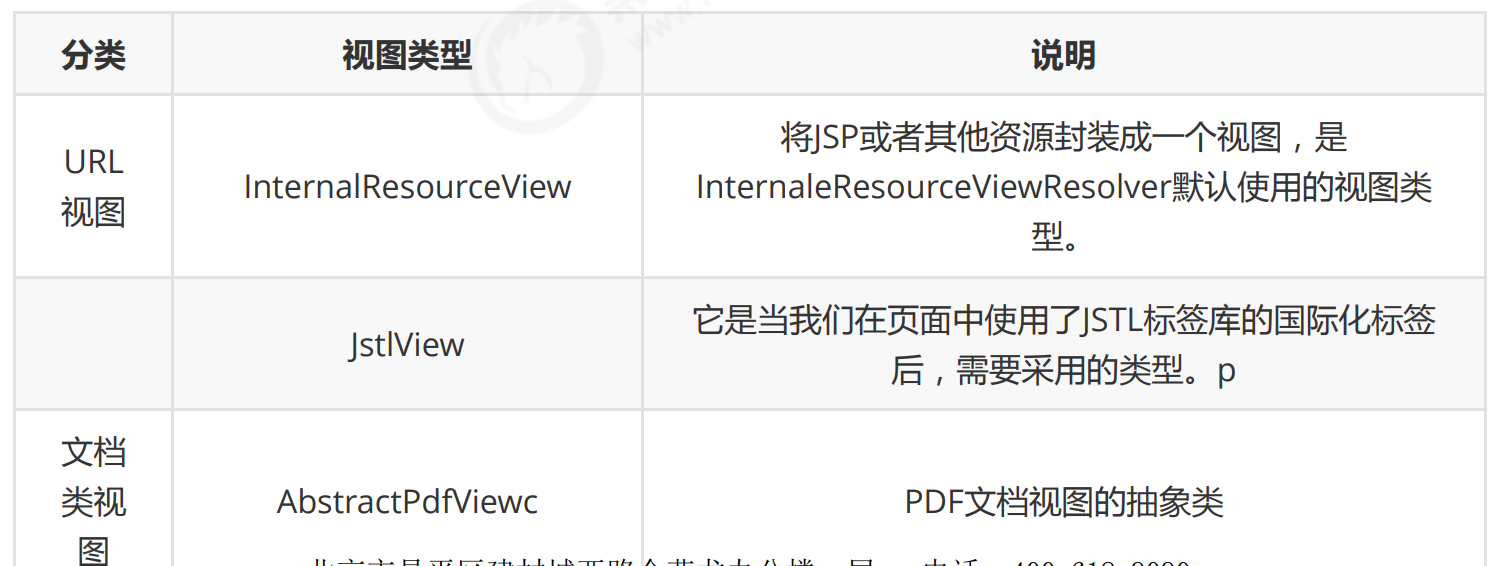 分类 视图类型 说明
URL
视图
InternalResourceView
将JSP或者其他资源封装成一个视图，是
InternaleResourceViewResolver默认使用的视图类
型。
JstlView
它是当我们在页面中使用了JSTL标签库的国际化标签
后，需要采用的类型。p
文档
类视
图
AbstractPdfViewc
PDF文档视图的抽象类